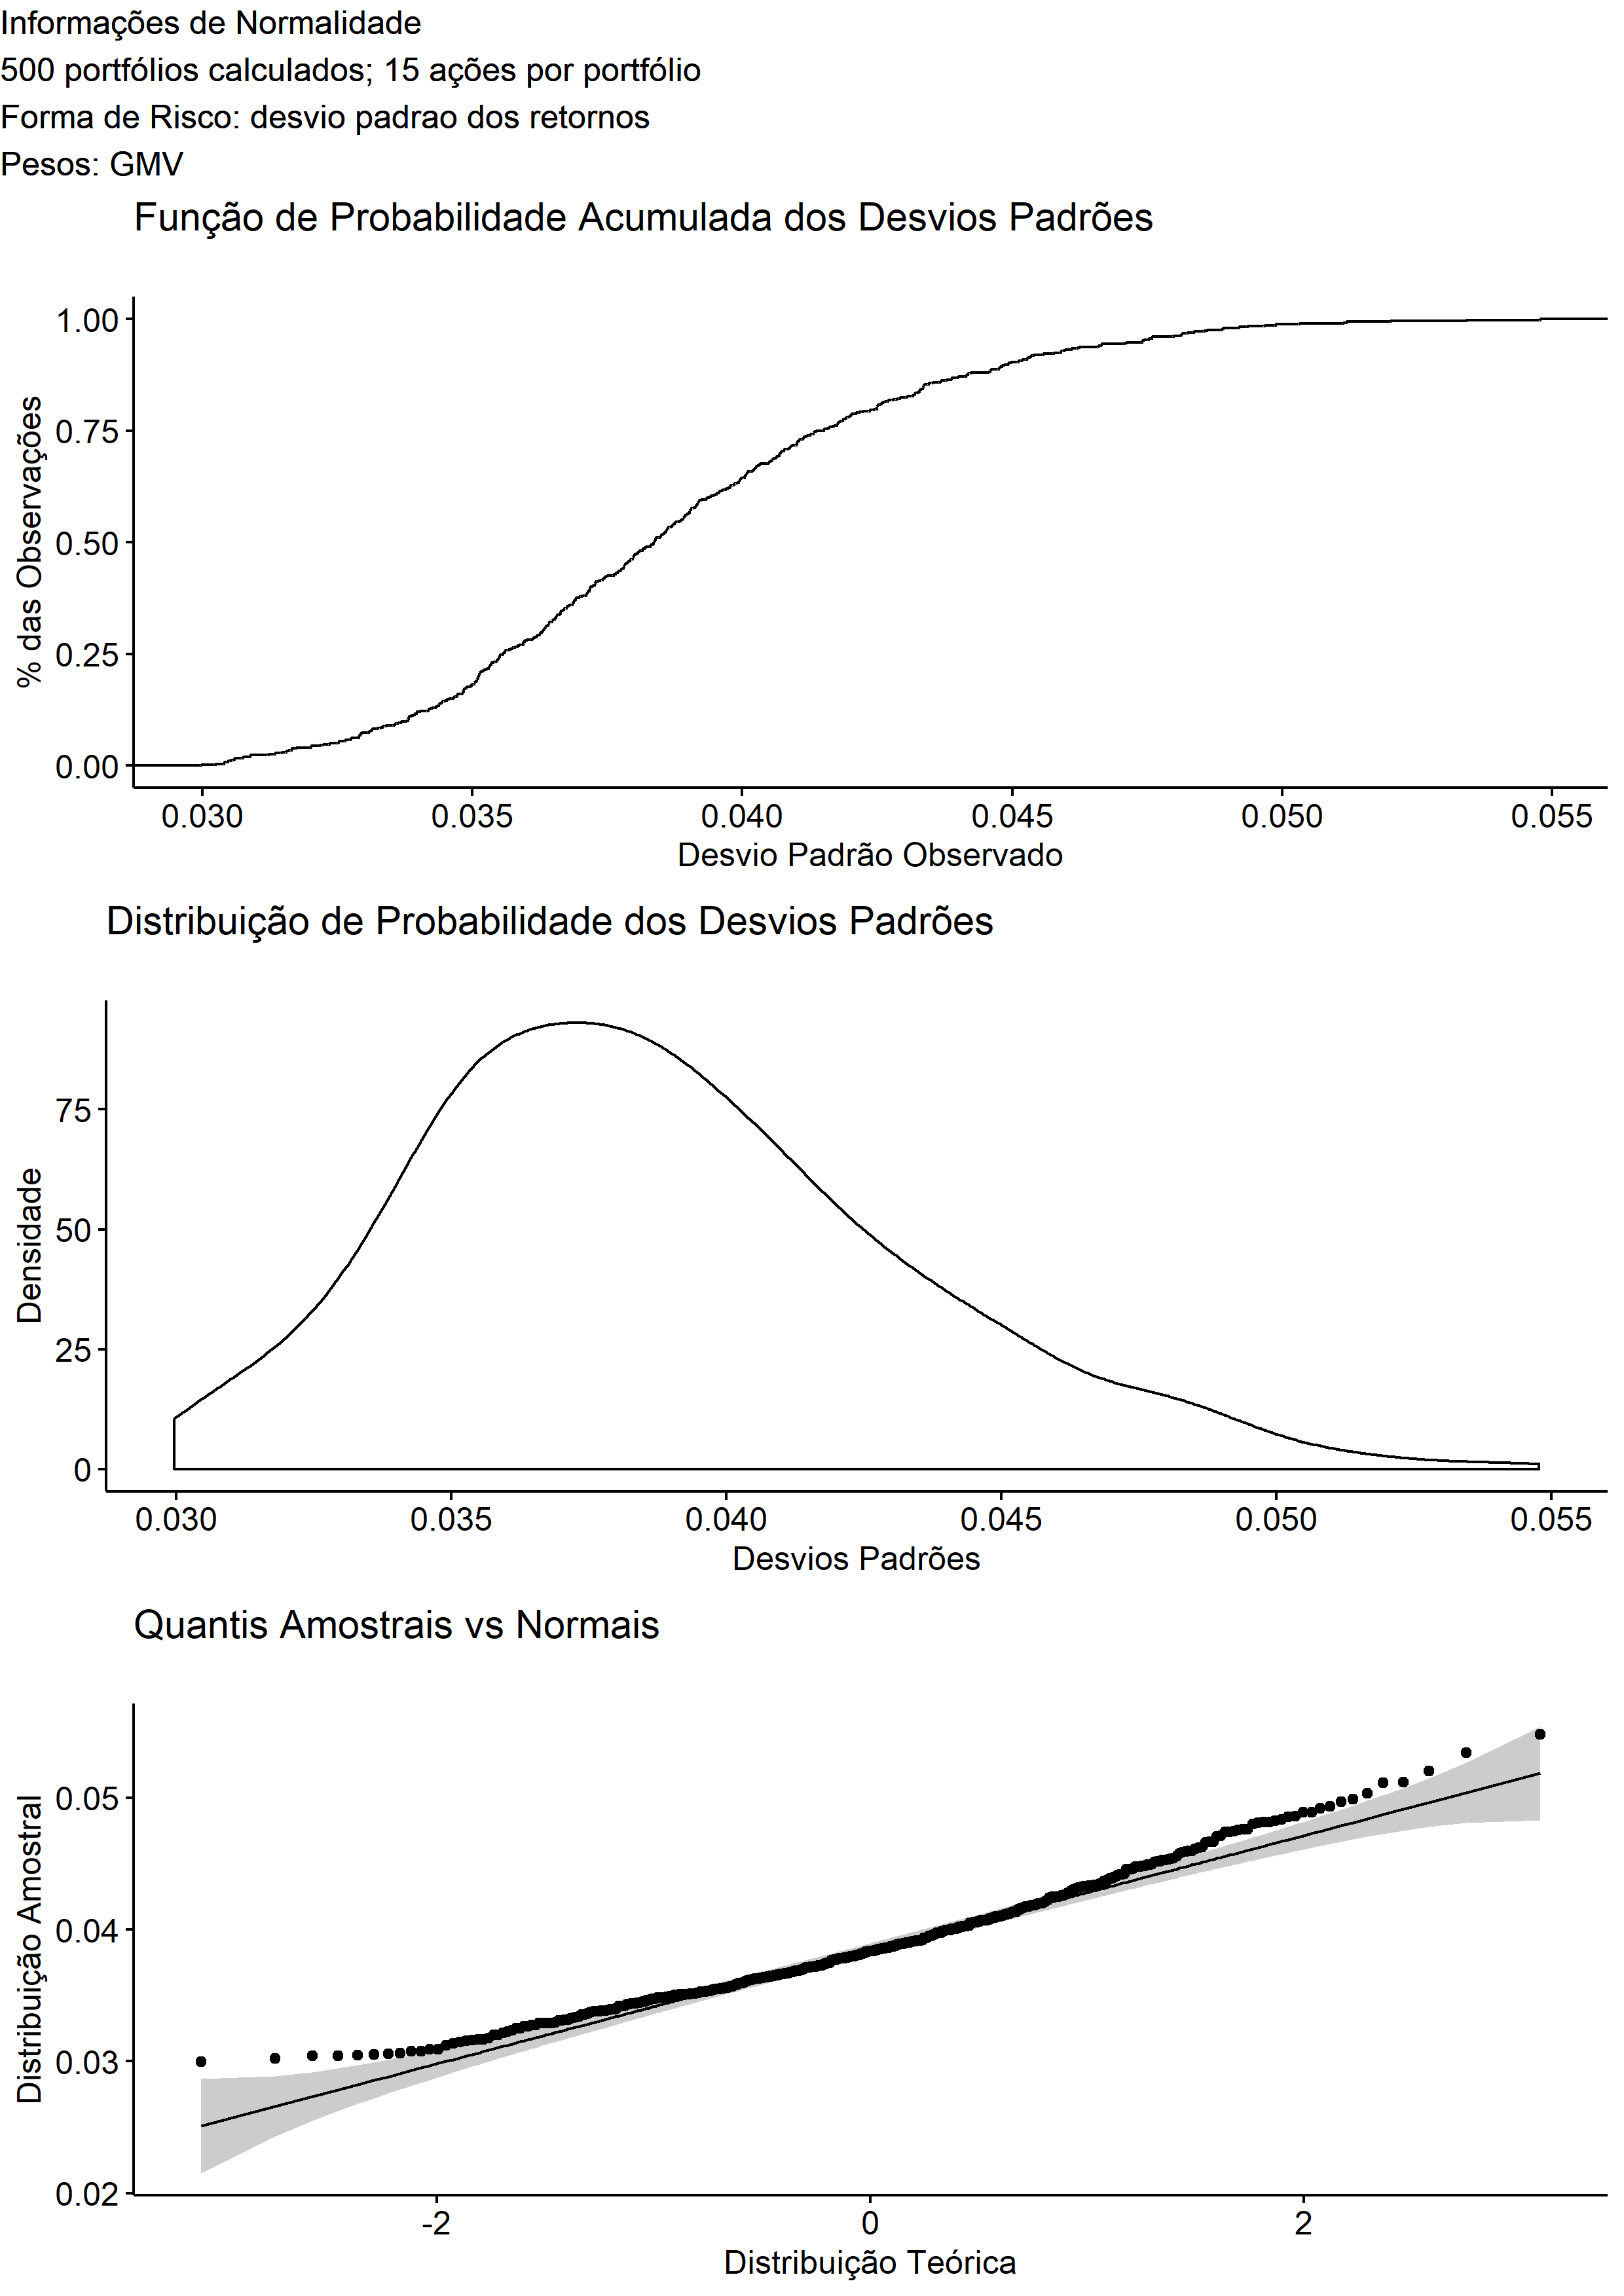 Informações de Normalidade
500 portfólios calculados; 15 ações por portfólio
Forma de Risco: desvio padrao dos retornos
Pesos: GMV
Função de Probabilidade Acumulada dos Desvios Padrões
% das Observações
1.00
0.75
0.50
0.25
0.00
0.030 0.035 0.040 0.045 0.050 0.055
Desvio Padrão Observado
Distribuição de Probabilidade dos Desvios Padrões
Densidade
75
50
25
0
0.030 0.035 0.040 0.045 0.050 0.055
Desvios Padrões
Quantis Amostrais vs Normais
Distribuição Amostral
0.05
0.04
0.03
0.02
-2 0 2
Distribuição Teórica